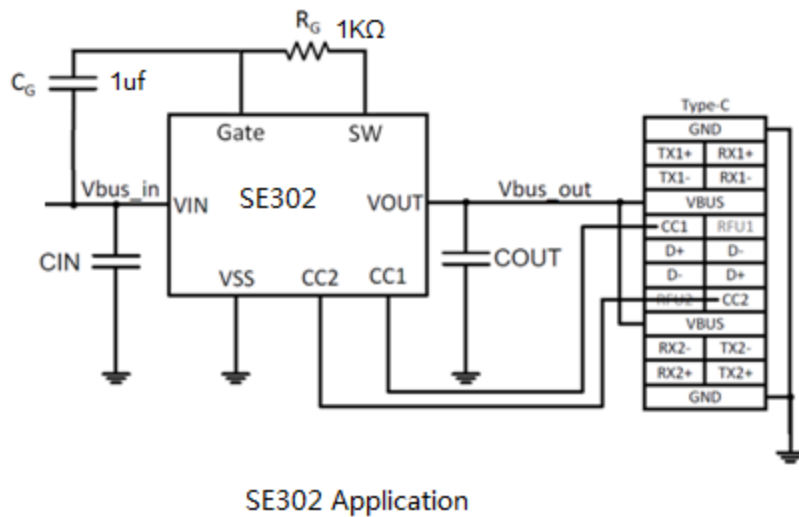 RG 1KΩ
CG 1uf
Type-C
Gate SW
GND
TX1+ RX1+
TX1- RX1-
Vbus_in Vbus_out
VIN SE302 VOUT
VBUS
CC1 RFU1
D+ D-
CIN COUT
D- D+
VSS CC2 CC1
RFU2 CC2
VBUS
RX2- TX2-
RX2+ TX2+
GND
SE302 Application